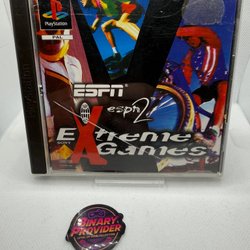 PlayStation
PAL
ESPN
espn2
EXtreme
SONY
Games
BINARY
PROVIDER